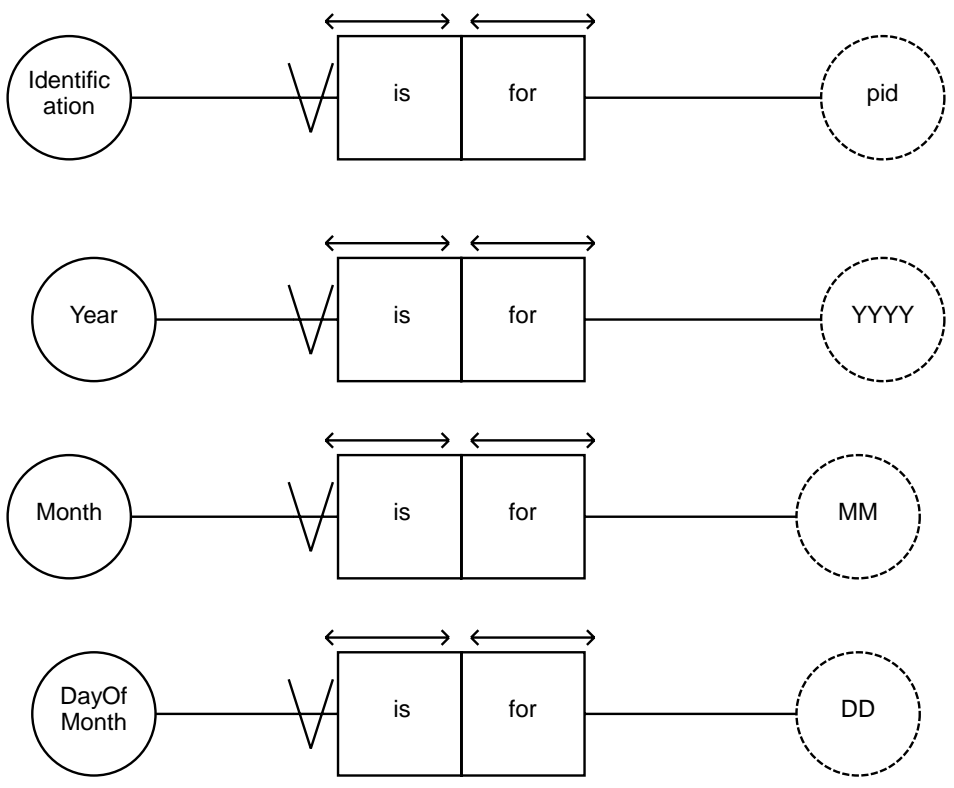 Identific
ation
is
for
pid
Year
is
for
YYYY
Month
is
for
MM
DayOf
Month
is
for
DD